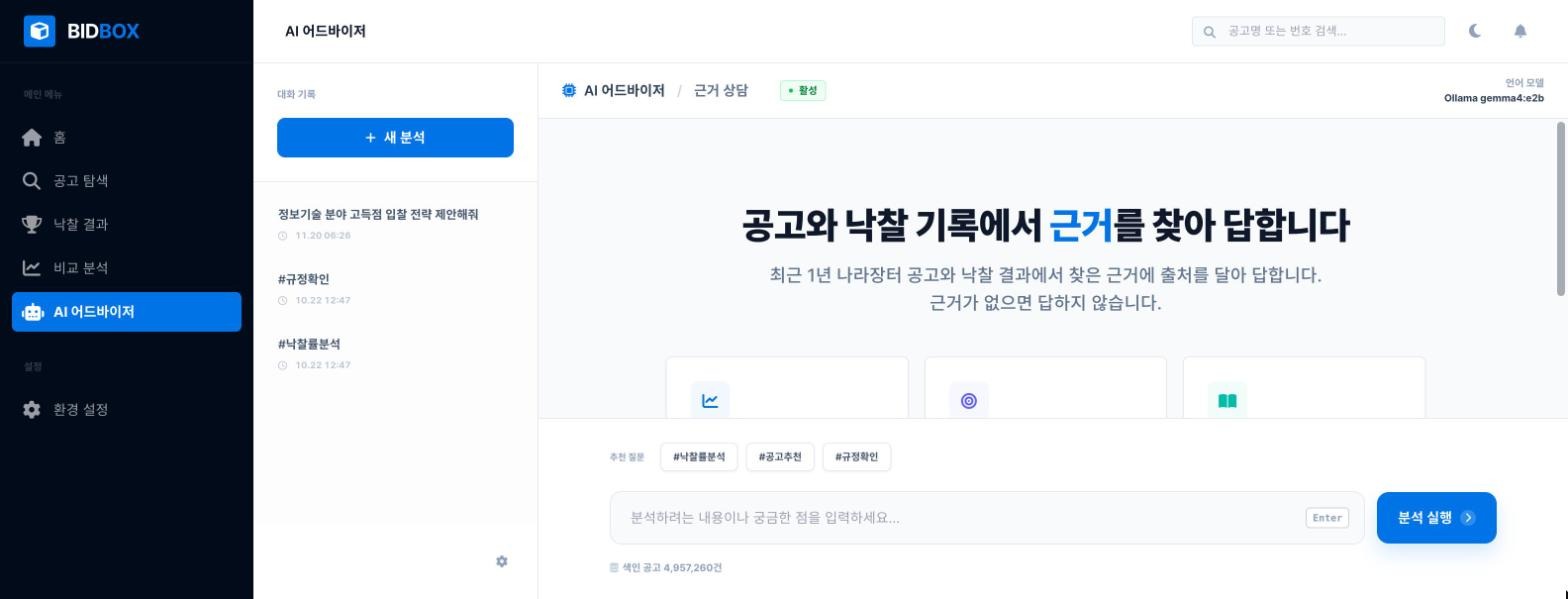 BIDBOX
메인 메뉴
홈
공고 탐색
낙찰 결과
비교 분석
AI 어드바이저
설정
환경 설정
AI 어드바이저
공고명 또는 번호 검색...
대화 기록
+ 새 분석
정보기술 분야 고득점 입찰 전략 제안해줘
11.20 06:26
#규정확인
10.22 12:47
#낙찰률분석
10.22 12:47
AI 어드바이저 / 근거 상담
활성
언어 모델
Ollama gemma4:e2b
공고와 낙찰 기록에서 근거를 찾아 답합니다
최근 1년 나라장터 공고와 낙찰 결과에서 찾은 근거에 출처를 달아 답합니다.
근거가 없으면 답하지 않습니다.
추천 질문
#낙찰률분석
#공고추천
#규정확인
분석하려는 내용이나 궁금한 점을 입력하세요...
Enter
분석 실행
색인 공고 4,957,260건